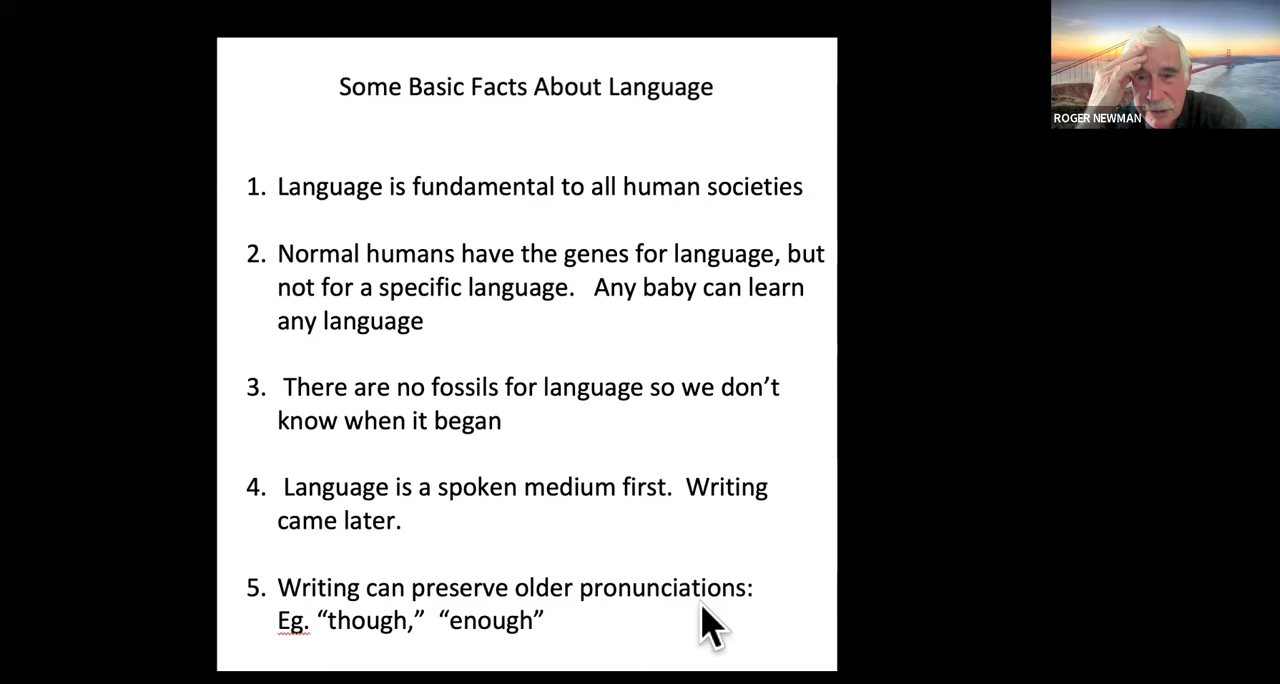 Some Basic Facts About Language
1. Language is fundamental to all human societies
2. Normal humans have the genes for language, but
not for a specific language. Any baby can learn
any language
3. There are no fossils for language so we don’t
know when it began
4. Language is a spoken medium first. Writing
came later.
5. Writing can preserve older pronunciations:
Eg. “though,” “enough”
ROGER NEWMAN